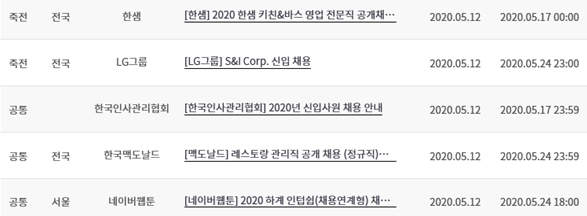 죽전 전국 한샘 [한샘] 2020 한샘 키친&바스 영업 전문직 공개채… 2020.05.12 2020.05.17 00:00
죽전 전국 LG그룹 [LG그룹] S&I Corp. 신입 채용 2020.05.12 2020.05.24 23:00
공통 한국인사관리협회 [한국인사관리협회] 2020년 신입사원 채용 안내 2020.05.12 2020.05.17 23:59
공통 전국 한국맥도날드 [맥도날드] 레스토랑 관리직 공개 채용 (정규직)… 2020.05.12 2020.05.24 23:59
공통 서울 네이버웹툰 [네이버웹툰] 2020 하계 인턴쉽(채용연계형) 채… 2020.05.12 2020.05.24 18:00